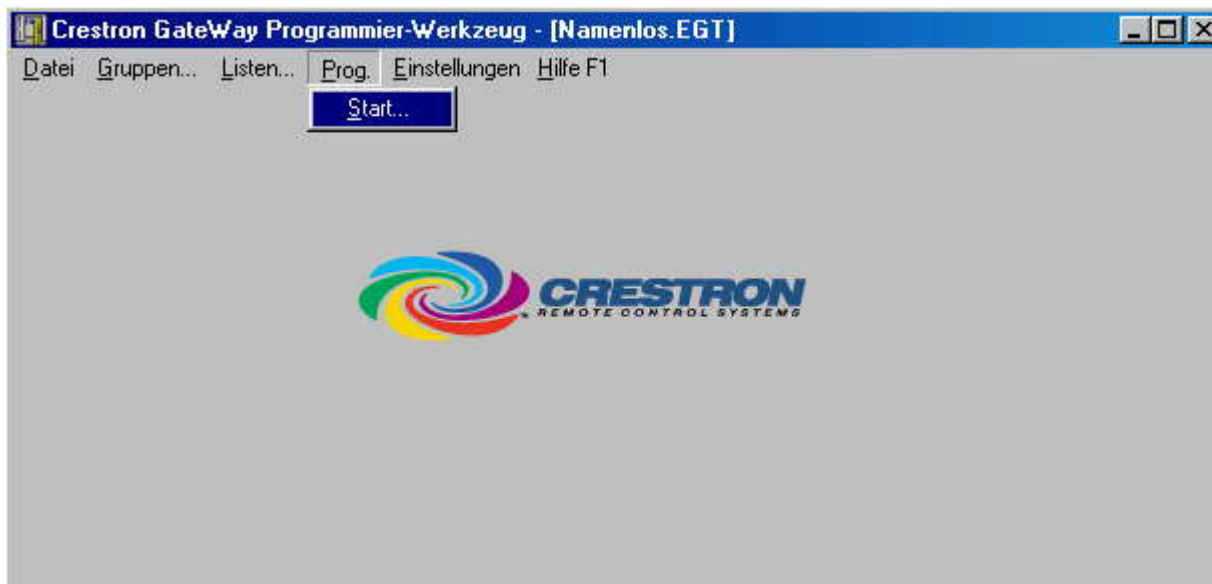 Crestron GateWay Programmier-Werkzeug - [Namenlos.EGT]
Datei Gruppen... Listen... Prog. Einstellungen Hilfe F1
Start...
CRESTRON
REMOTE CONTROL SYSTEMS